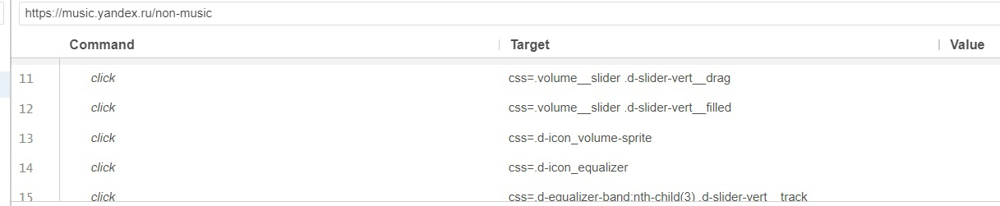 https://music.yandex.ru/non-music
Command Target Value
11 click css=.volume__slider .d-slider-vert__drag
12 click css=.volume__slider .d-slider-vert__filled
13 click css=.d-icon_volume-sprite
14 click css=.d-icon_equalizer
15 click css=.d-equalizer-band:nth-child(3) .d-slider-vert__track